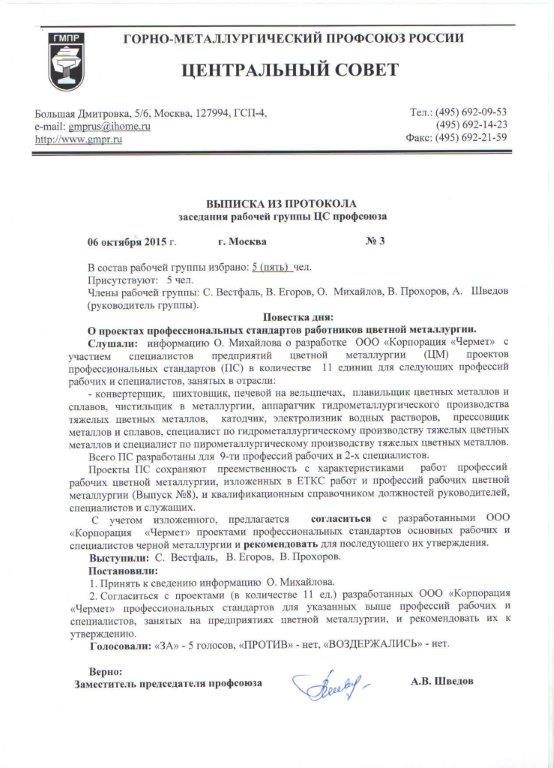 ГМПР
ГОРНО-МЕТАЛЛУРГИЧЕСКИЙ ПРОФСОЮЗ РОССИИ
ЦЕНТРАЛЬНЫЙ СОВЕТ
Большая Дмитровка, 5/6, Москва, 127994, ГСП-4, Тел.: (495) 692-09-53
e-mail: gmprus@ihome.ru (495) 692-14-23
http://www.gmpr.ru Факс: (495) 692-21-59
ВЫПИСКА ИЗ ПРОТОКОЛА
заседания рабочей группы ЦС профсоюза
06 октября 2015 г. г. Москва № 3
В состав рабочей группы избрано: 5 (пять) чел.
Присутствуют: 5 чел.
Члены рабочей группы: С. Вестфаль, В. Егоров, О. Михайлов, В. Прохоров, А. Шведов
(руководитель группы).
Повестка дня:
О проектах профессиональных стандартов работников цветной металлургии.
Слушали: информацию О. Михайлова о разработке ООО «Корпорация «Чермет» с
участием специалистов предприятий цветной металлургии (ЦМ) проектов
профессиональных стандартов (ПС) в количестве 11 единиц для следующих профессий
рабочих и специалистов, занятых в отрасли:
- конвертерщик, шихтовщик, печевой на вельцпечах, плавильщик цветных металлов и
сплавов, чистильщик в металлургии, аппаратчик гидрометаллургического производства
тяжелых цветных металлов, катодчик, электролизник водных растворов, прессовщик
металлов и сплавов, специалист по гидрометаллургическому производству тяжелых цветных
металлов и специалист по пирометаллургическому производству тяжелых цветных металлов.
Всего ПС разработаны для 9-ти профессий рабочих и 2-х специалистов.
Проекты ПС сохраняют преемственность с характеристиками работ профессий
рабочих цветной металлургии, изложенных в ЕТКС работ и профессий рабочих цветной
металлургии (Выпуск №8), и квалификационным справочником должностей руководителей,
специалистов и служащих.
С учетом изложенного, предлагается согласиться с разработанными ООО
«Корпорация «Чермет» проектами профессиональных стандартов основных рабочих и
специалистов черной металлургии и рекомендовать для последующего их утверждения.
Выступили: С. Вестфаль, В. Егоров, В. Прохоров.
Постановили:
1. Принять к сведению информацию О. Михайлова.
2. Согласиться с проектами (в количестве 11 ед.) разработанных ООО «Корпорация
«Чермет» профессиональных стандартов для указанных выше профессий рабочих и
специалистов, занятых на предприятиях цветной металлургии, и рекомендовать их к
утверждению.
Голосовали: «ЗА» - 5 голосов, «ПРОТИВ» - нет, «ВОЗДЕРЖАЛИСЬ» - нет.
Верно:
Заместитель председателя профсоюза А.В. Шведов